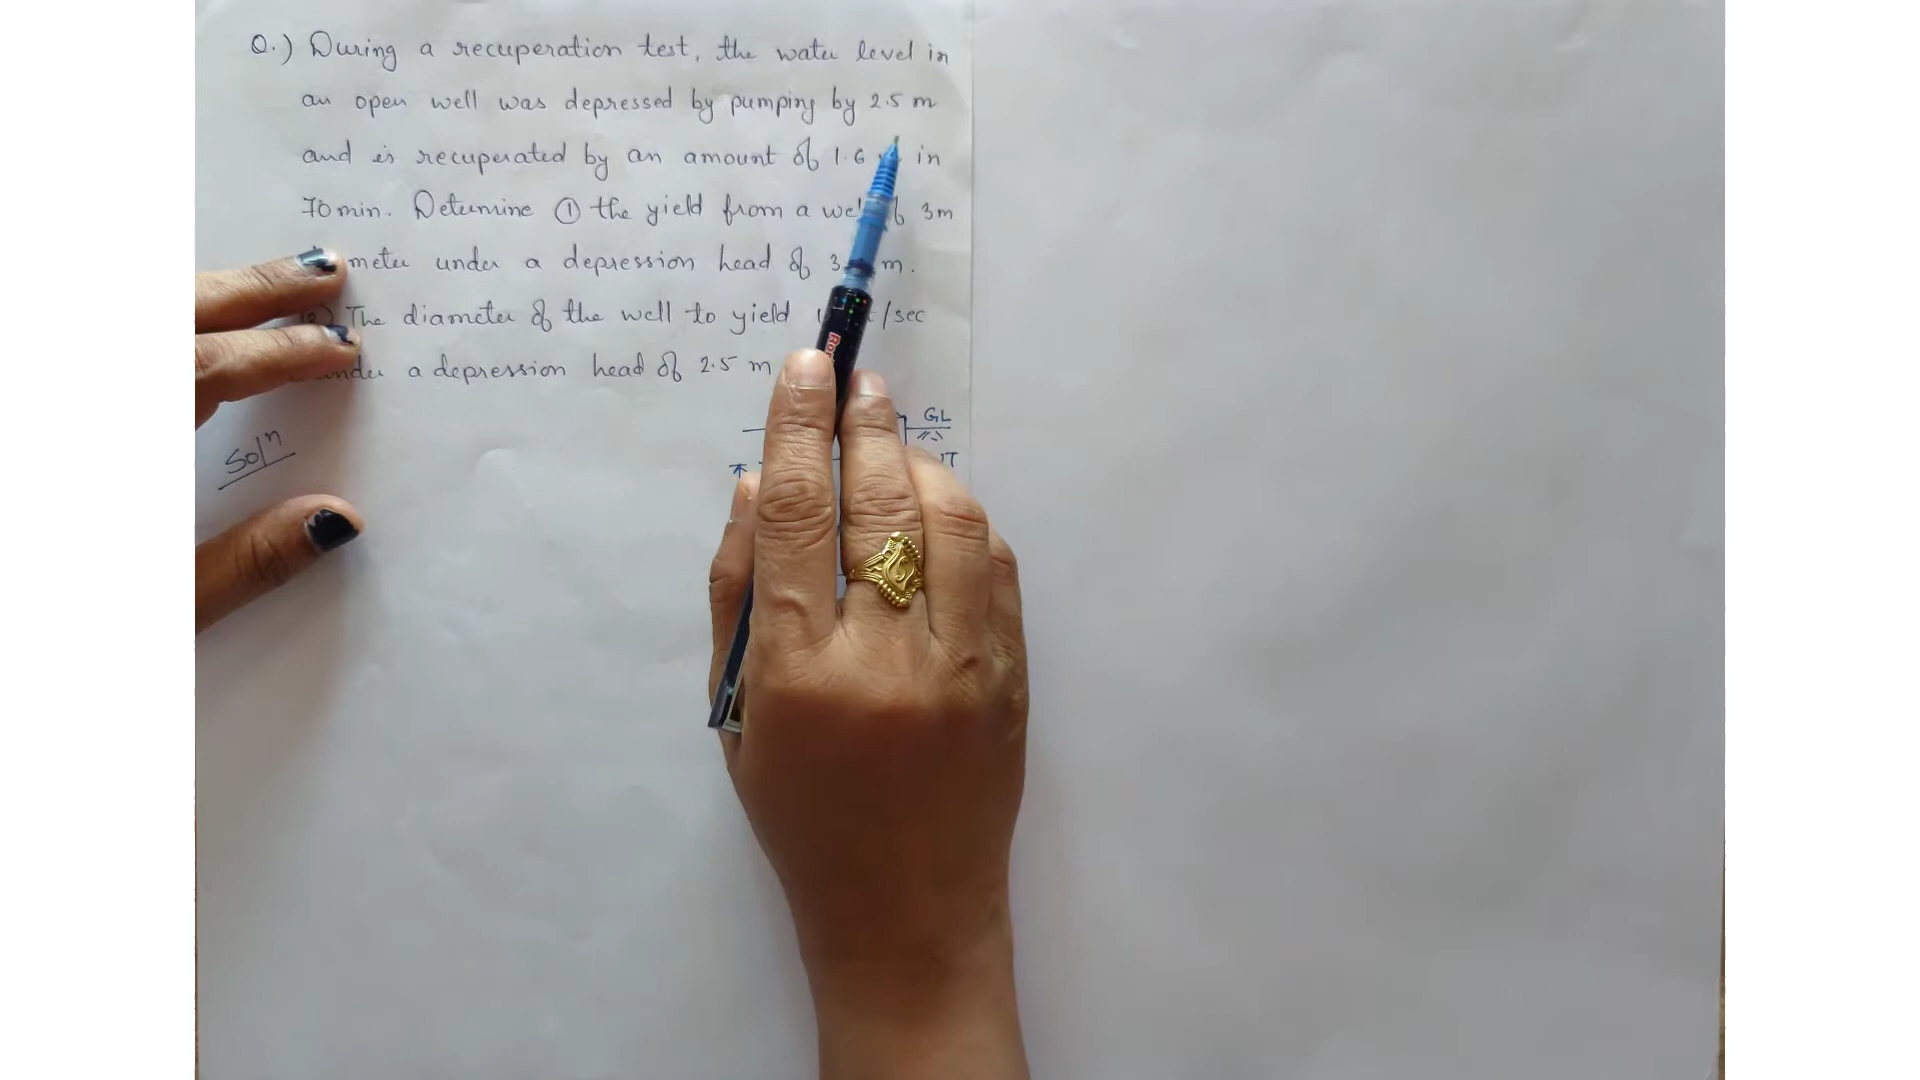 Q.) During a recuperation test, the water level in
an open well was depressed by pumping by 2.5 m
and is recuperated by an amount of 1.6 in
70 min. Determine ① the yield from a of 3m
under a depression head of m.
The diameter of the well to yield /sec
a depression head of 2.5 m
GL
Solⁿ